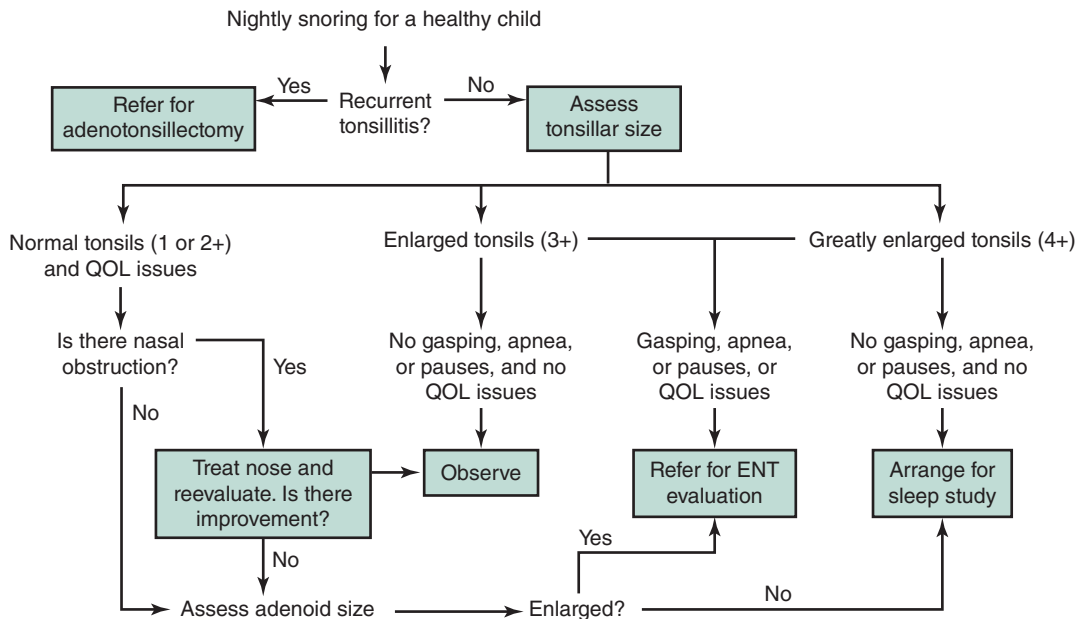 Nightly snoring for a healthy child
Yes
No
Refer for
adenotonsillectomy
Recurrent
tonsillitis?
Assess
tonsillar size
Normal tonsils (1 or 2+)
and QOL issues
Enlarged tonsils (3+)
Greatly enlarged tonsils (4+)
Is there nasal
obstruction?
Yes
No
No gasping, apnea,
or pauses, and no
QOL issues
Gasping, apnea,
or pauses, or
QOL issues
No gasping, apnea,
or pauses, and no
QOL issues
Treat nose and
reevaluate. Is there
improvement?
Observe
Refer for ENT
evaluation
Arrange for
sleep study
No
Yes
Assess adenoid size
Enlarged?
No